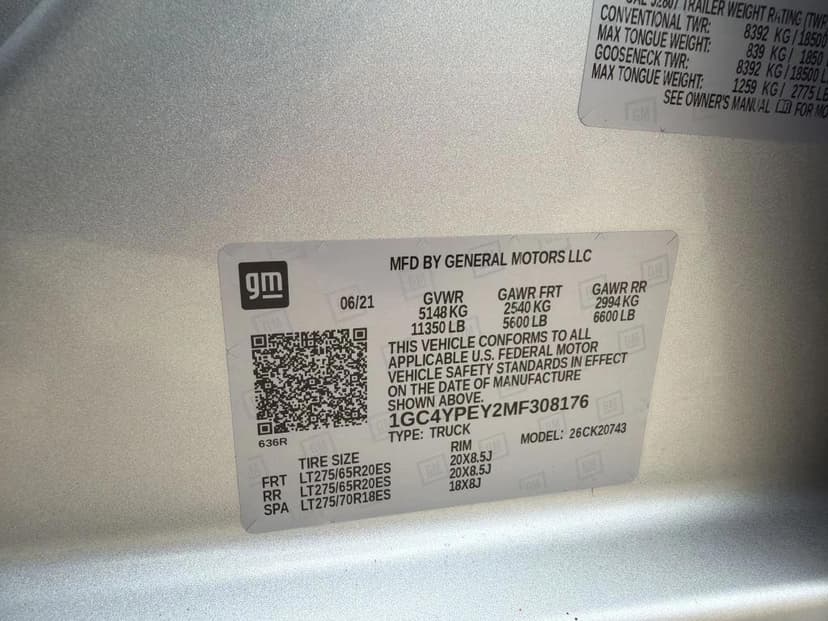 TRAILER WEIGHT RATING (TWR
CONVENTIONAL TWR: 8392 KG / 18500
MAX TONGUE WEIGHT: 839 KG / 1850
GOOSENECK TWR: 8392 KG / 18500 L
MAX TONGUE WEIGHT: 1259 KG / 2775 LB
SEE OWNER'S MANUAL FOR MO
gm
MFD BY GENERAL MOTORS LLC
06/21 GVWR GAWR FRT GAWR RR
5148 KG 2540 KG 2994 KG
11350 LB 5600 LB 6600 LB
THIS VEHICLE CONFORMS TO ALL
APPLICABLE U.S. FEDERAL MOTOR
VEHICLE SAFETY STANDARDS IN EFFECT
ON THE DATE OF MANUFACTURE
SHOWN ABOVE.
1GC4YPEY2MF308176
636R
TYPE: TRUCK MODEL: 26CK20743
TIRE SIZE RIM
FRT LT275/65R20ES 20X8.5J
RR LT275/65R20ES 20X8.5J
SPA LT275/70R18ES 18X8J